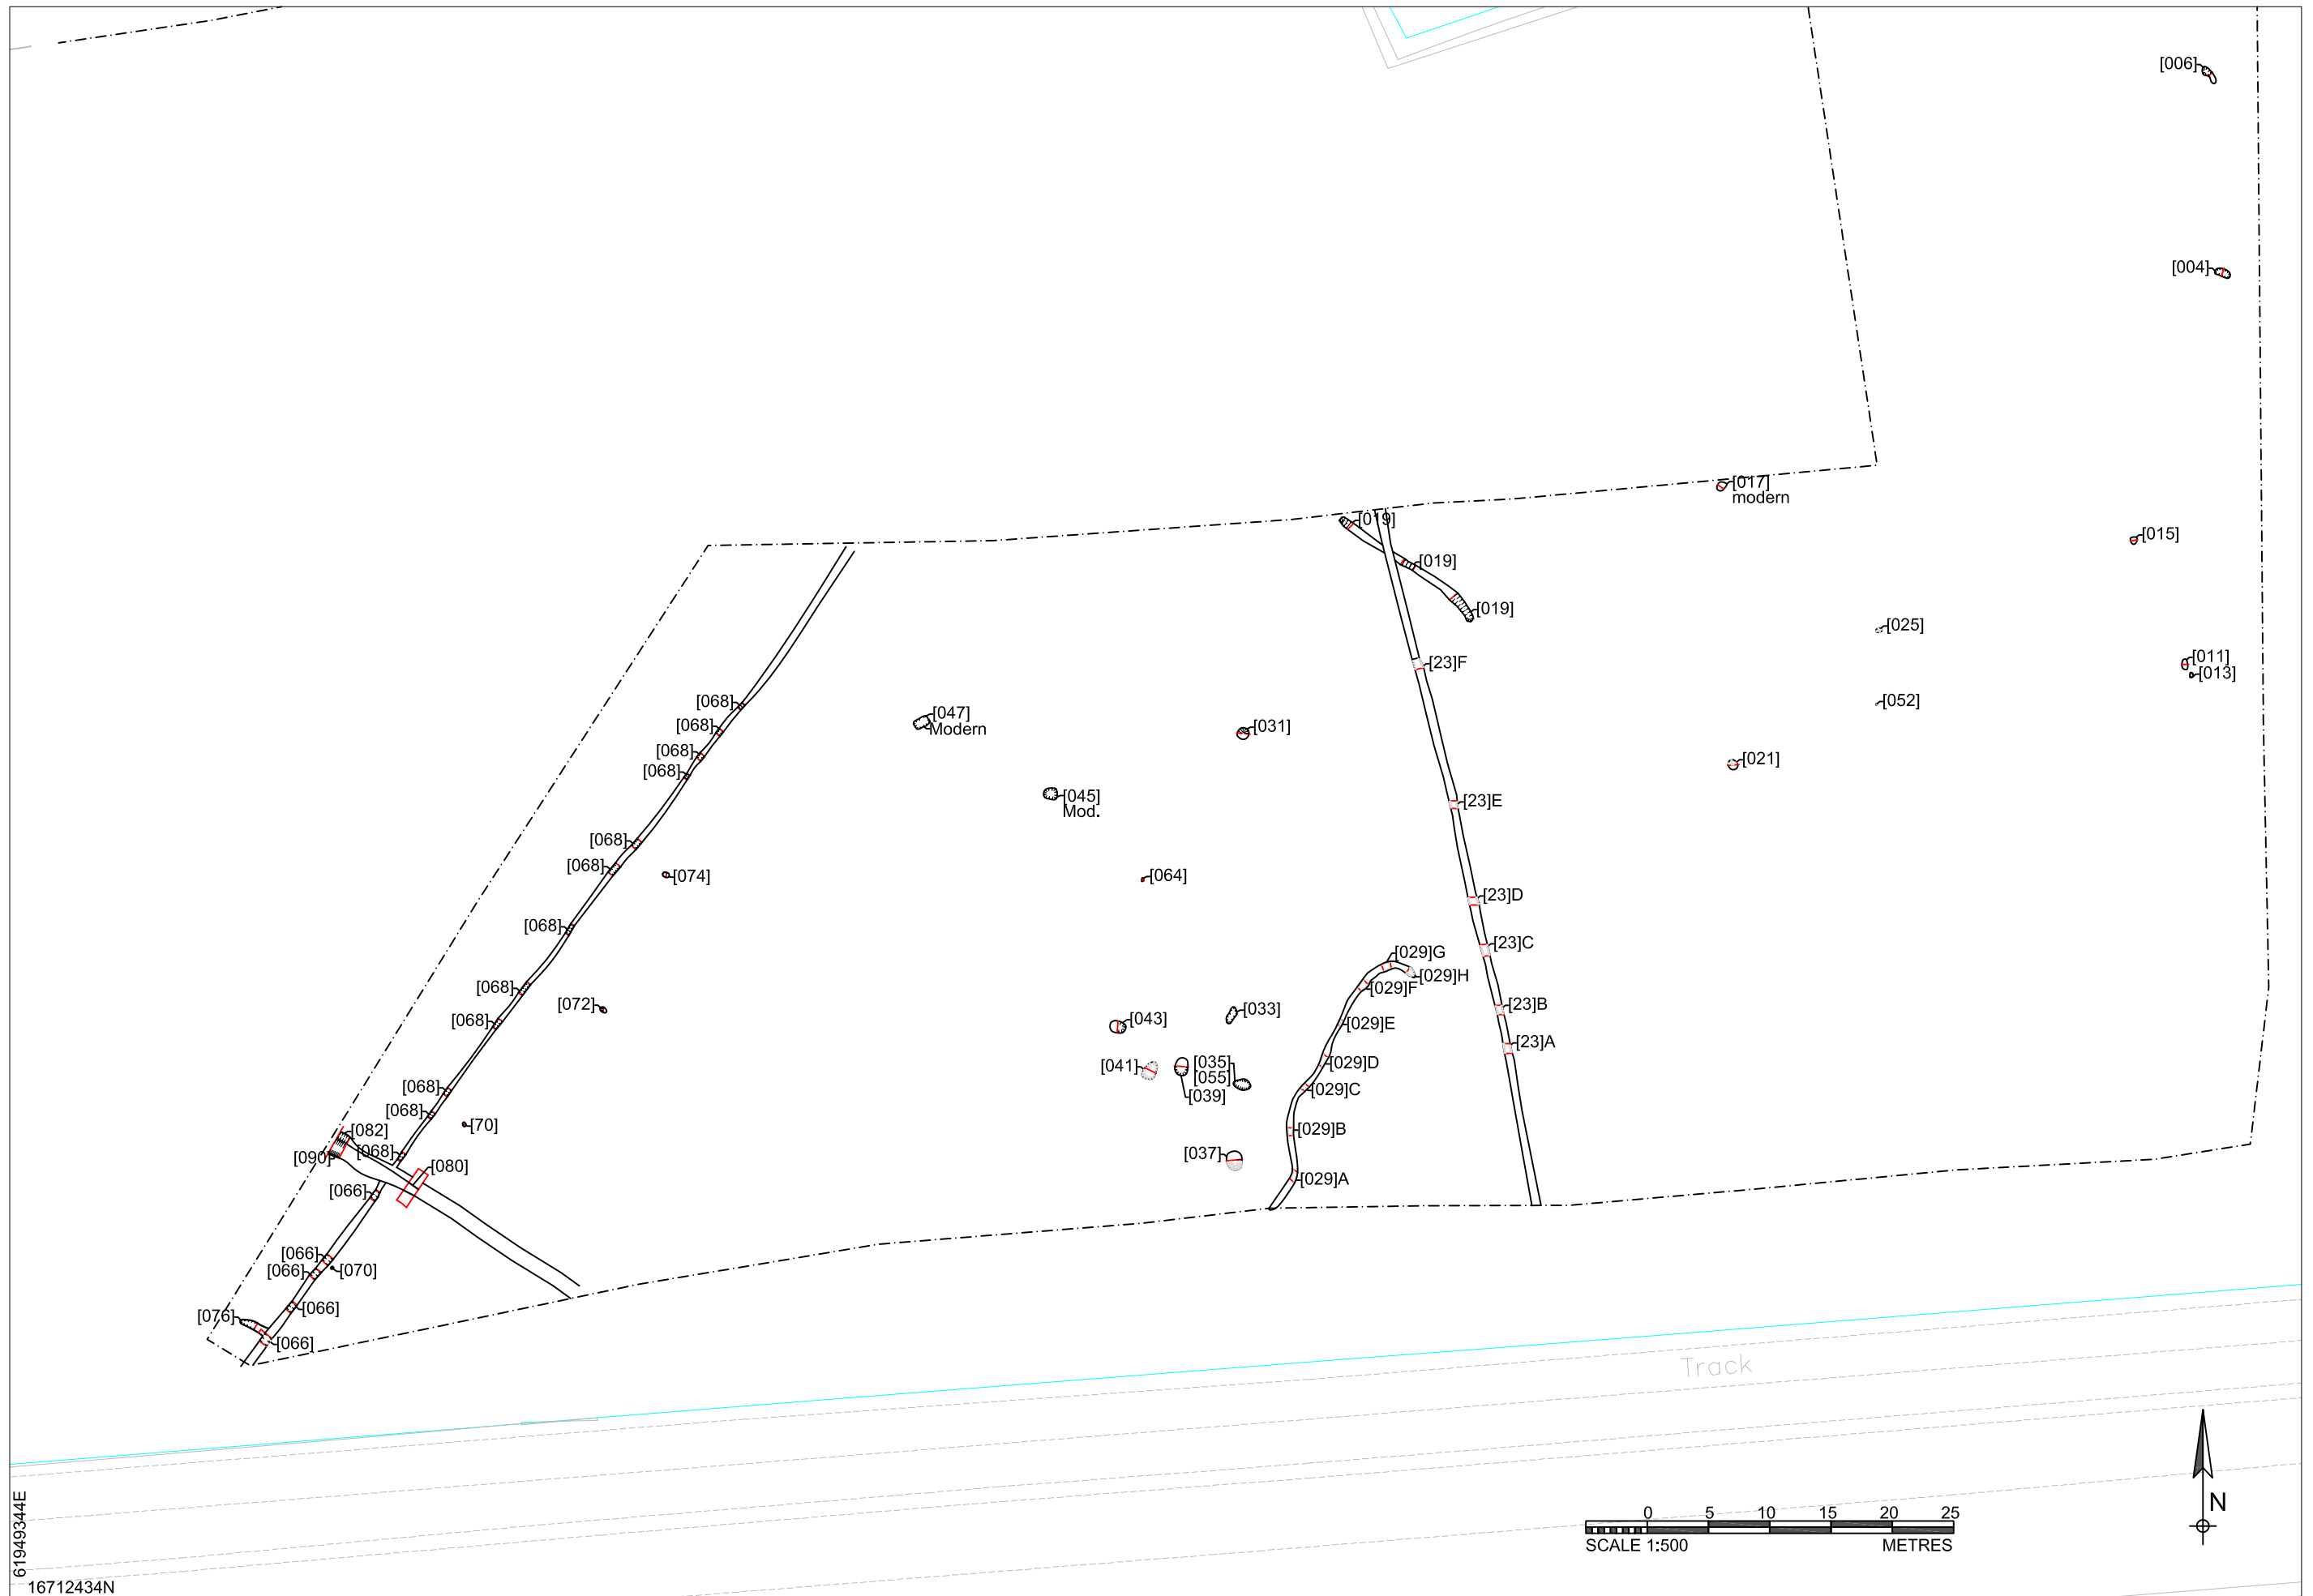 [006]
[004]
[017]
modern
[019]
[015]
[019]
[019]
[025]
[23]F
[011]
[013]
[068]
[052]
[047]
Modern
[068]
[031]
[068]
[021]
[068]
[045]
Mod.
[23]E
[068]
[068]
[074]
[064]
[23]D
[068]
[23]C
[029]G
[029]H
[068]
[029]F
[072]
[033]
[23]B
[068]
[043]
[029]E
[23]A
[035]
[029]D
[041]
[055]
[068]
[029]C
[039]
[068]
[70]
[082]
[029]B
[068]
[090]
[037]
[080]
[029]A
[066]
[066]
[066]
[070]
[066]
[076]
[066]
Track
6194934E
16712434N
0 5 10 15 20 25
SCALE 1:500 METRES
N